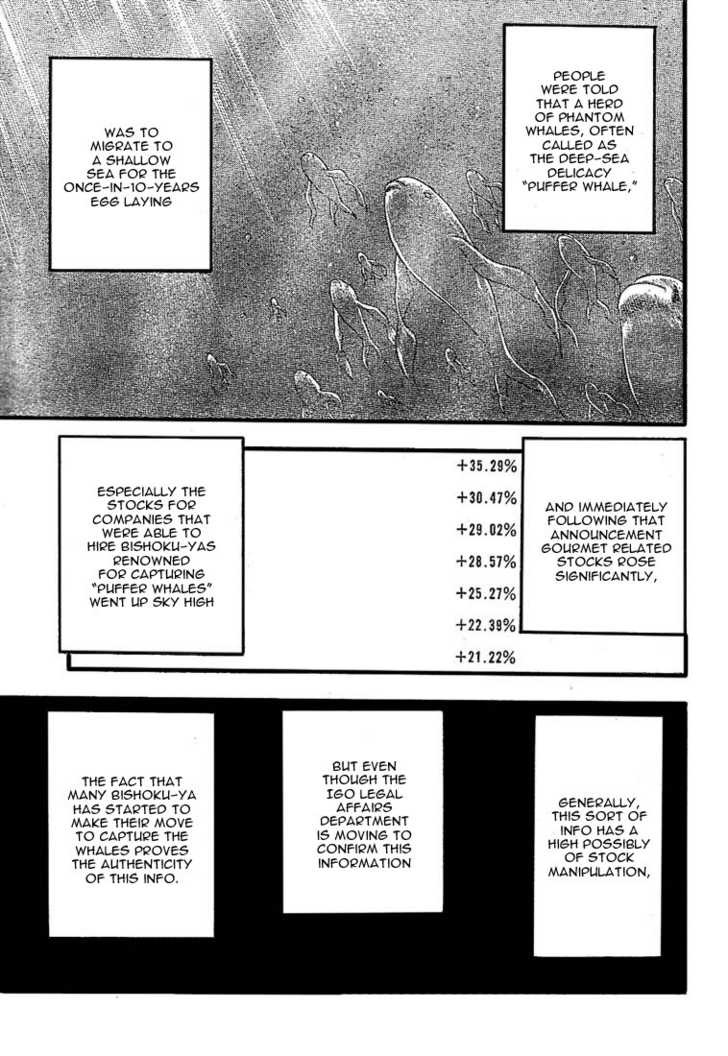 PEOPLE
WERE TOLD
THAT A HERD
OF PHANTOM
WHALES, OFTEN
CALLED AS
THE DEEP-SEA
DELICACY
"PUFFER WHALE,"
WAS TO
MIGRATE TO
A SHALLOW
SEA FOR THE
ONCE-IN-10-YEARS
EGG LAYING
AND IMMEDIATELY
FOLLOWING THAT
ANNOUNCEMENT
GOURMET RELATED
STOCKS ROSE
SIGNIFICANTLY,
+35.29%
+30.47%
+29.02%
+28.57%
+25.27%
+22.39%
+21.22%
ESPECIALLY THE
STOCKS FOR
COMPANIES THAT
WERE ABLE TO
HIRE BISHOKU-YAS
RENOWNED
FOR CAPTURING
"PUFFER WHALES"
WENT UP SKY HIGH
GENERALLY,
THIS SORT OF
INFO HAS A
HIGH POSSIBLY
OF STOCK
MANIPULATION,
BUT EVEN
THOUGH THE
IGO LEGAL
AFFAIRS
DEPARTMENT
IS MOVING TO
CONFIRM THIS
INFORMATION
THE FACT THAT
MANY BISHOKU-YA
HAS STARTED TO
MAKE THEIR MOVE
TO CAPTURE THE
WHALES PROVES
THE AUTHENTICITY
OF THIS INFO.